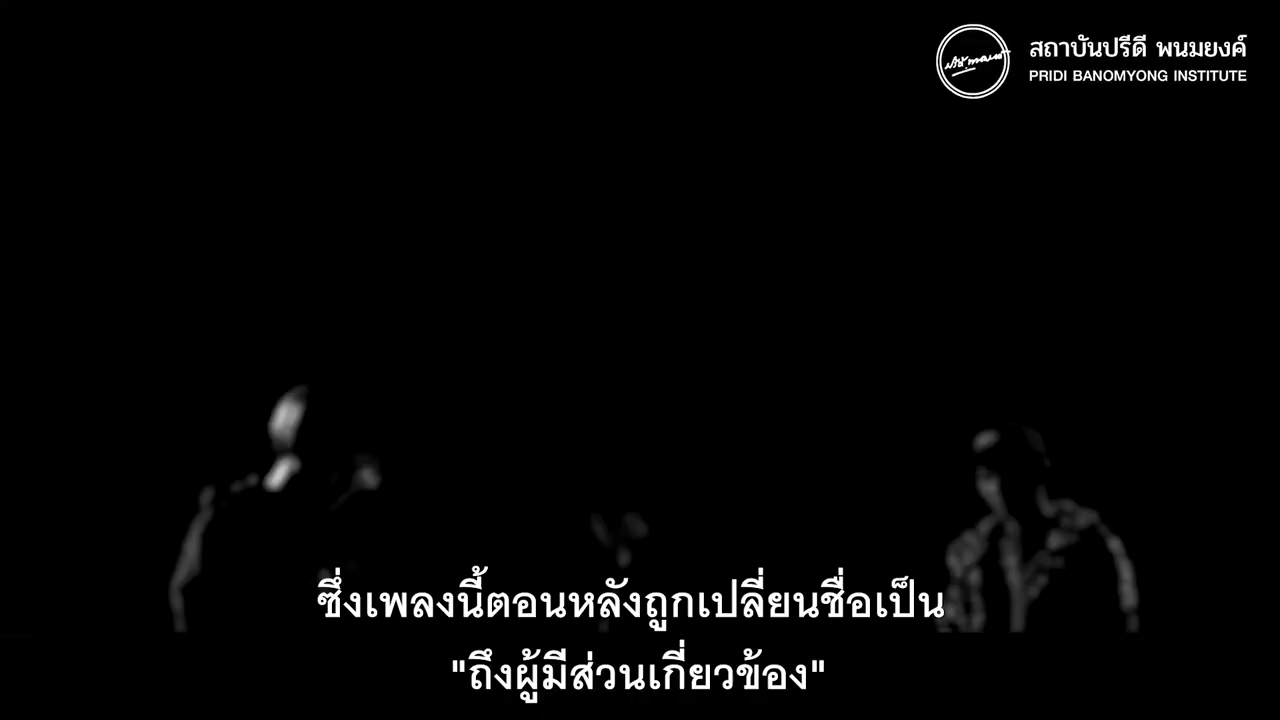 สถาบันปรีดี พนมยงค์
PRIDI BANOMYONG INSTITUTE
ซึ่งเพลงนี้ตอนหลังถูกเปลี่ยนชื่อเป็น
"ถึงผู้มีส่วนเกี่ยวข้อง"